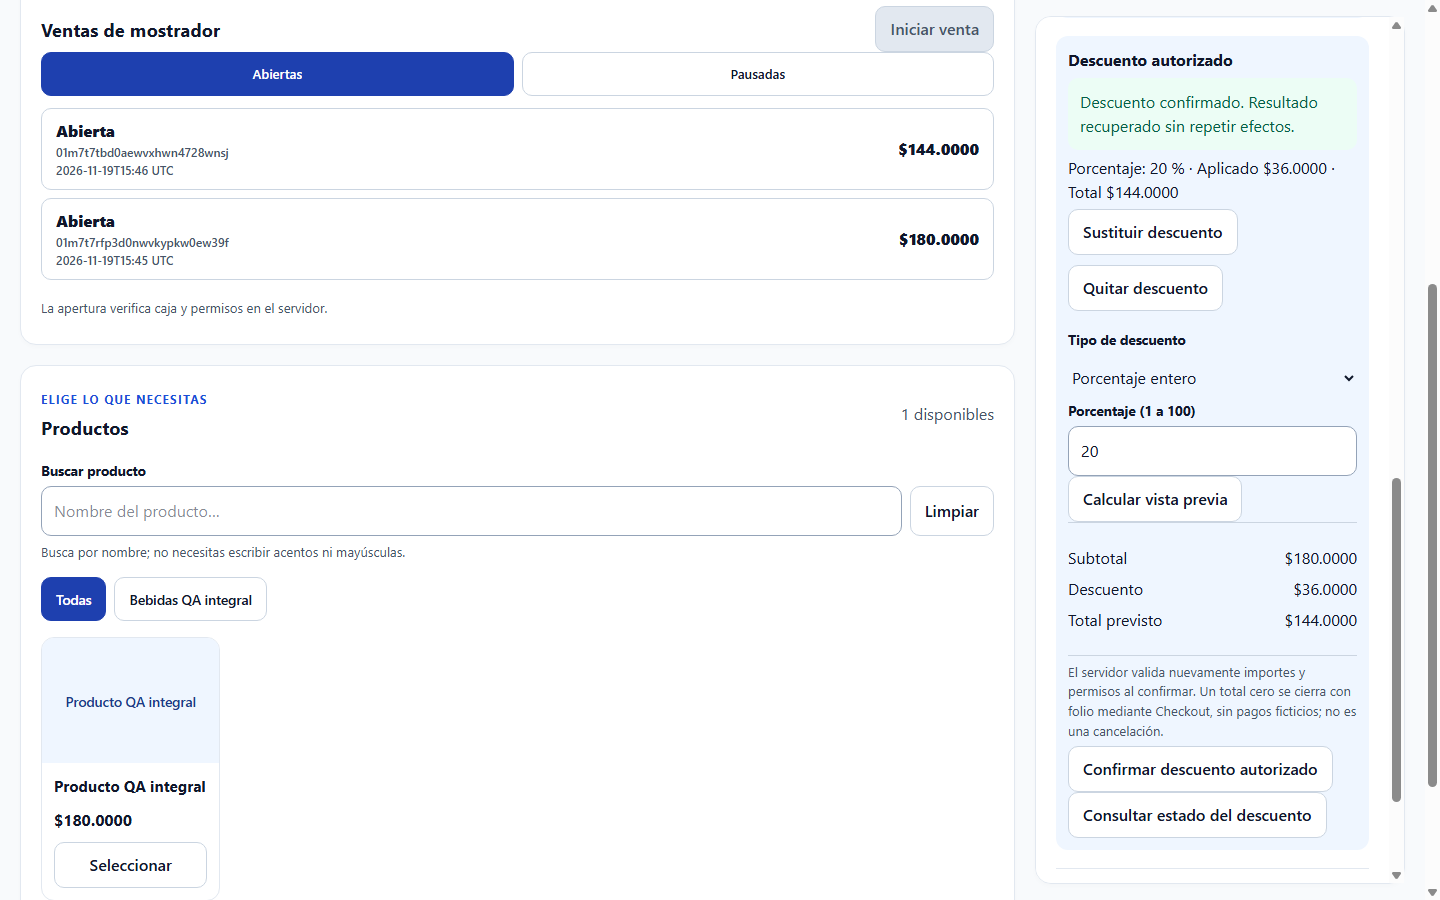 Ventas de mostrador
Iniciar venta
Abiertas
Pausadas
Abierta
01m7t7tbd0aewvxhwn4728wnsj
2026-11-19T15:46 UTC
$144.0000
Abierta
01m7t7rfp3d0nwvkypkw0ew39f
2026-11-19T15:45 UTC
$180.0000
La apertura verifica caja y permisos en el servidor.
ELIGE LO QUE NECESITAS
Productos
1 disponibles
Buscar producto
Nombre del producto...
Limpiar
Busca por nombre; no necesitas escribir acentos ni mayúsculas.
Todas
Bebidas QA integral
Producto QA integral
Producto QA integral
$180.0000
Seleccionar
Descuento autorizado
Descuento confirmado. Resultado
recuperado sin repetir efectos.
Porcentaje: 20 % · Aplicado $36.0000 ·
Total $144.0000
Sustituir descuento
Quitar descuento
Tipo de descuento
Porcentaje entero
Porcentaje (1 a 100)
20
Calcular vista previa
Subtotal $180.0000
Descuento $36.0000
Total previsto $144.0000
El servidor valida nuevamente importes y
permisos al confirmar. Un total cero se cierra con
folio mediante Checkout, sin pagos ficticios; no es
una cancelación.
Confirmar descuento autorizado
Consultar estado del descuento